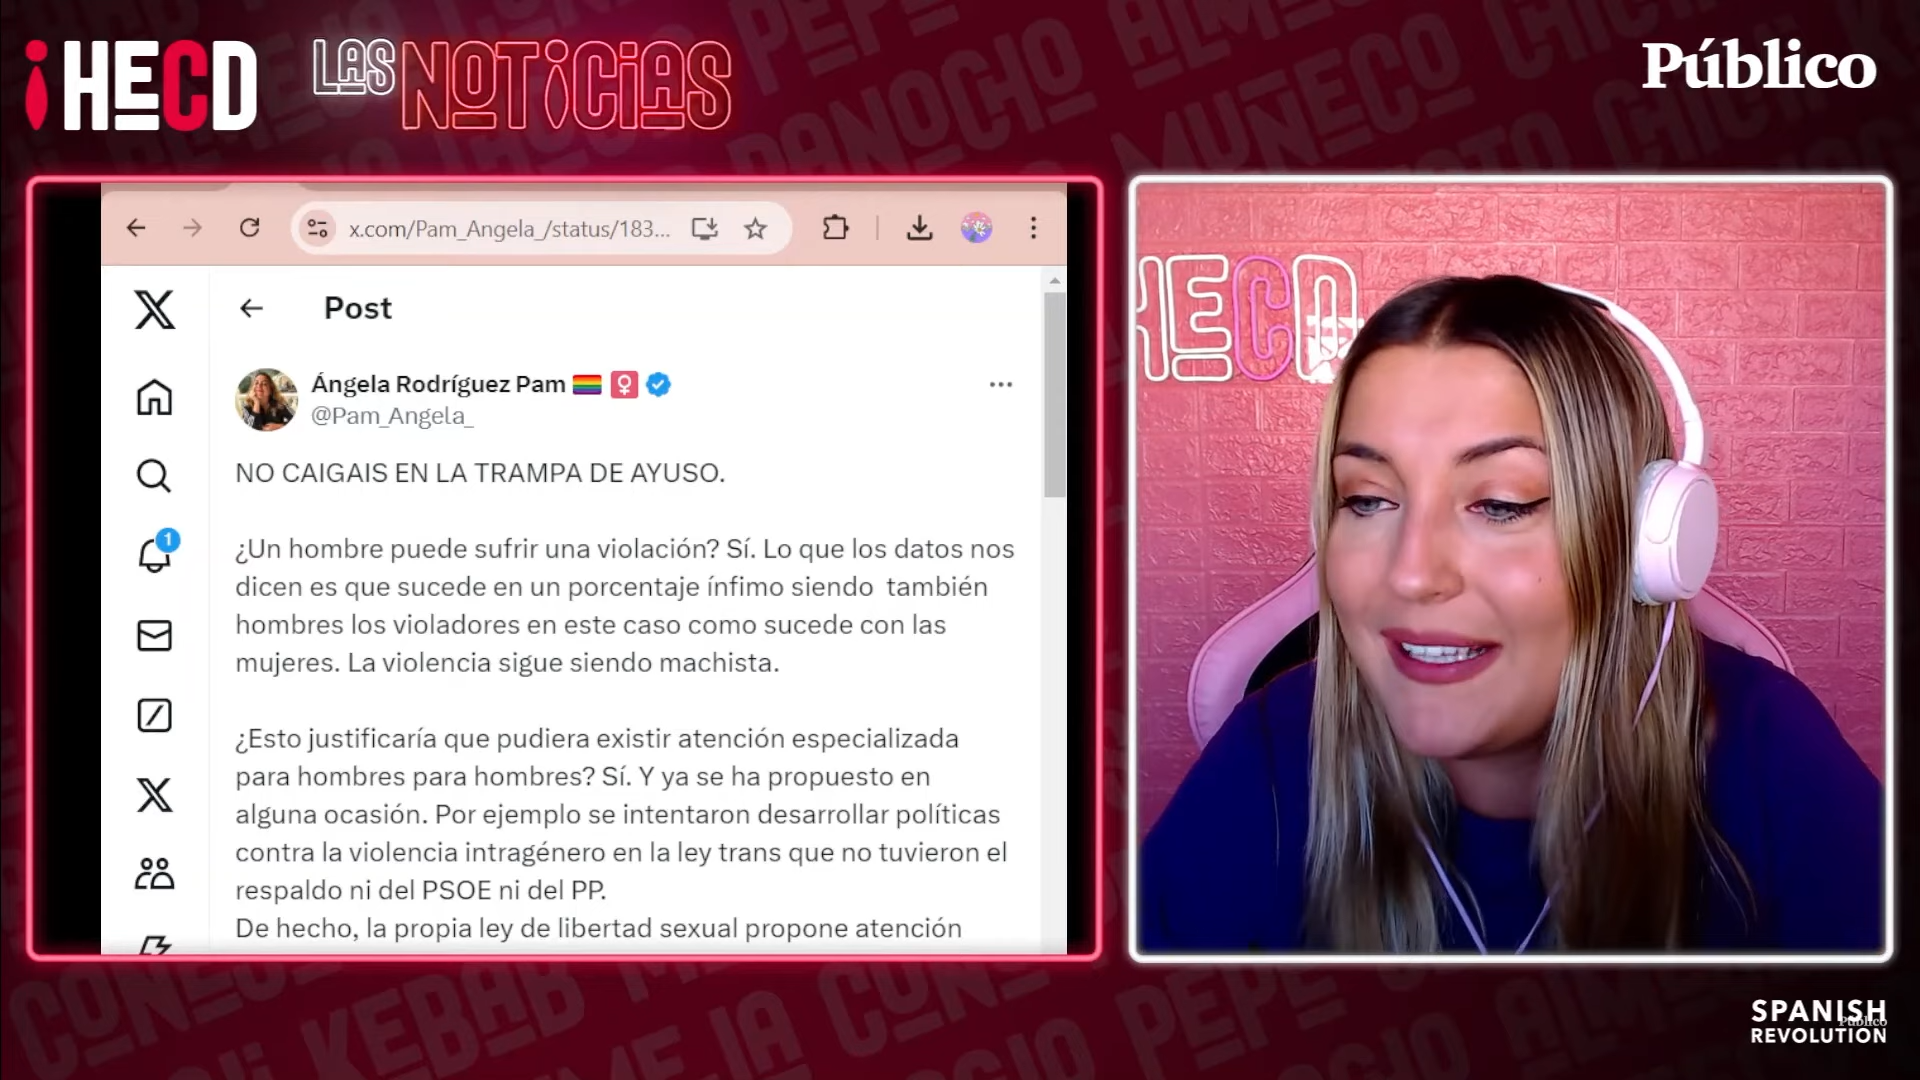 HECD
LAS NOTICIAS
Público
x.com/Pam_Angela_/status/183...
Post
Ángela Rodríguez Pam
@Pam_Angela_
NO CAIGAIS EN LA TRAMPA DE AYUSO.
¿Un hombre puede sufrir una violación? Sí. Lo que los datos nos
dicen es que sucede en un porcentaje ínfimo siendo también
hombres los violadores en este caso como sucede con las
mujeres. La violencia sigue siendo machista.
¿Esto justificaría que pudiera existir atención especializada
para hombres para hombres? Sí. Y ya se ha propuesto en
alguna ocasión. Por ejemplo se intentaron desarrollar políticas
contra la violencia intragénero en la ley trans que no tuvieron el
respaldo ni del PSOE ni del PP.
De hecho, la propia ley de libertad sexual propone atención
1
HECD
SPANISH
Público
REVOLUTION
PANOCHO
MUÑECO
KEBAB
PEPE